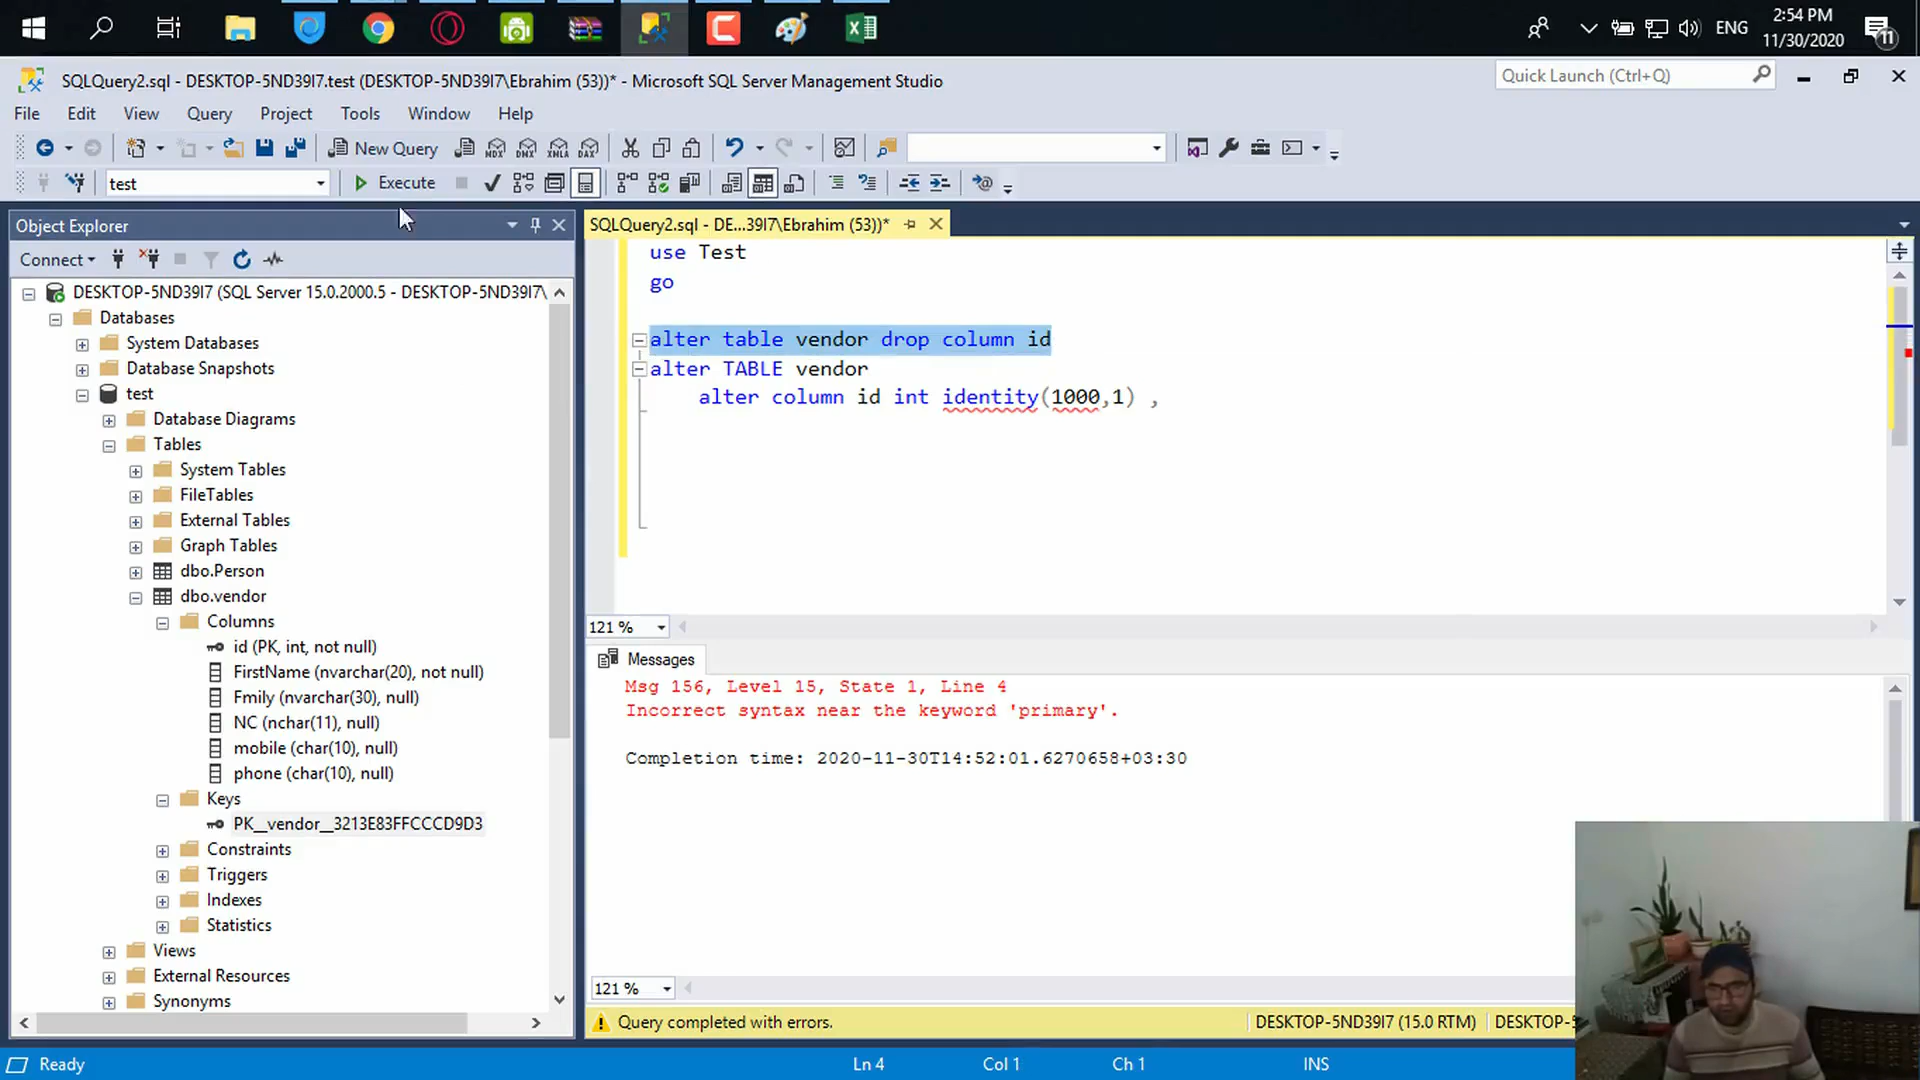 2:54 PM
ENG
11/30/2020
11
SQLQuery2.sql - DESKTOP-5ND39I7.test (DESKTOP-5ND39I7\Ebrahim (53))* - Microsoft SQL Server Management Studio
Quick Launch (Ctrl+Q)
File Edit View Query Project Tools Window Help
New Query MDX DMX XMLA DAX
test Execute
Object Explorer
SQLQuery2.sql - DE...39I7\Ebrahim (53))*
Connect
DESKTOP-5ND39I7 (SQL Server 15.0.2000.5 - DESKTOP-5ND39I7\
Databases
System Databases
Database Snapshots
test
Database Diagrams
Tables
System Tables
FileTables
External Tables
Graph Tables
dbo.Person
dbo.vendor
Columns
id (PK, int, not null)
FirstName (nvarchar(20), not null)
Fmily (nvarchar(30), null)
NC (nchar(11), null)
mobile (char(10), null)
phone (char(10), null)
Keys
PK__vendor__3213E83FFCCCD9D3
Constraints
Triggers
Indexes
Statistics
Views
External Resources
Synonyms
use Test
go
alter table vendor drop column id
alter TABLE vendor
alter column id int identity(1000,1) ,
121 %
Messages
Msg 156, Level 15, State 1, Line 4
Incorrect syntax near the keyword 'primary'.
Completion time: 2020-11-30T14:52:01.6270658+03:30
121 %
Query completed with errors.
DESKTOP-5ND39I7 (15.0 RTM)
DESKTOP-5
Ready
Ln 4
Col 1
Ch 1
INS